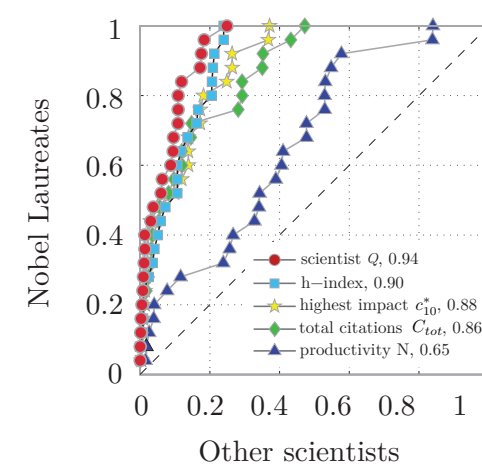 1
0.8
0.6
0.4
0.2
0
Nobel Laureates
scientist Q, 0.94
h−index, 0.90
highest impact c*10, 0.88
total citations Ctot, 0.86
productivity N, 0.65
0 0.2 0.4 0.6 0.8 1
Other scientists